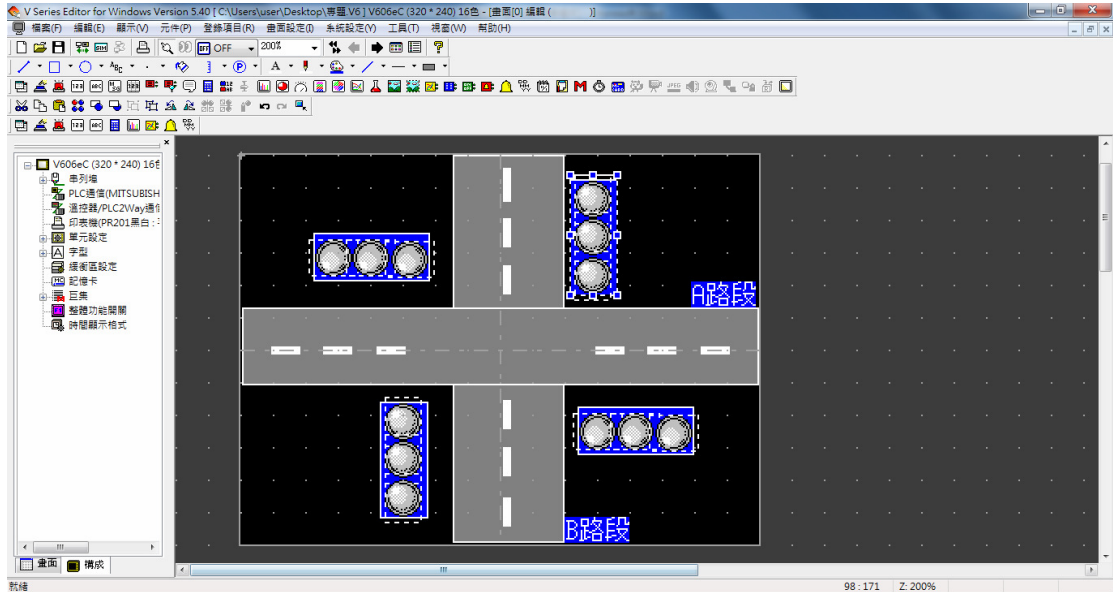 V Series Editor for Windows Version 5.40 [ C:\Users\user\Desktop\專題.V6 ] V606eC (320 * 240) 16色 - [畫面[0] 編輯 ( )]
檔案(F) 編輯(E) 顯示(V) 元件(P) 登錄項目(R) 畫面設定(I) 系統設定(Y) 工具(T) 視窗(W) 幫助(H)
OFF OFF 200%
V606eC (320 * 240) 16色
串列埠
PLC通信(MITSUBISH
溫控器/PLC2Way通信
印表機(PR201黑白 :
單元設定
字型
緩衝區設定
記憶卡
巨集
整體功能開關
時間顯示格式
A路段
B路段
畫面 構成
就緒 98 : 171 Z: 200%